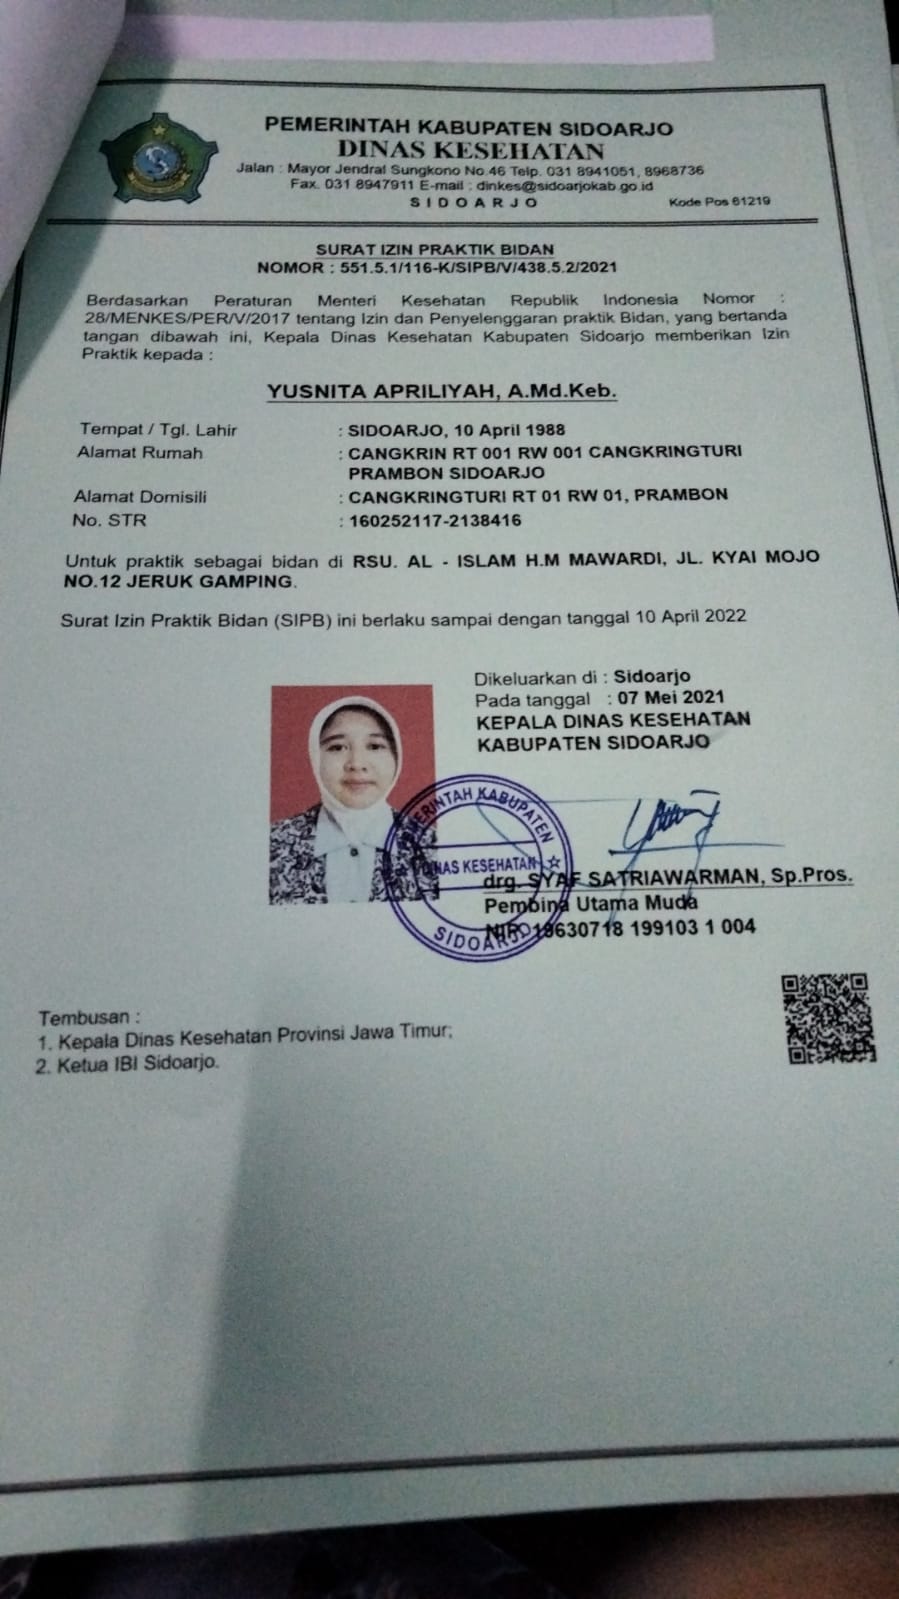 PEMERINTAH KABUPATEN SIDOARJO
DINAS KESEHATAN
Jalan : Mayor Jendral Sungkono No.46 Telp. 031 8941051, 8968736
Fax. 031 8947911 E-mail : dinkes@sidoarjokab.go.id
SIDOARJO Kode Pos 61219
SURAT IZIN PRAKTIK BIDAN
NOMOR : 551.5.1/116-K/SIPB/V/438.5.2/2021
Berdasarkan Peraturan Menteri Kesehatan Republik Indonesia Nomor :
28/MENKES/PER/V/2017 tentang Izin dan Penyelenggaran praktik Bidan, yang bertanda
tangan dibawah ini, Kepala Dinas Kesehatan Kabupaten Sidoarjo memberikan Izin
Praktik kepada :
YUSNITA APRILIYAH, A.Md.Keb.
Tempat / Tgl. Lahir : SIDOARJO, 10 April 1988
Alamat Rumah : CANGKRIN RT 001 RW 001 CANGKRINGTURI
PRAMBON SIDOARJO
Alamat Domisili : CANGKRINGTURI RT 01 RW 01, PRAMBON
No. STR : 160252117-2138416
Untuk praktik sebagai bidan di RSU. AL - ISLAM H.M MAWARDI, JL. KYAI MOJO
NO.12 JERUK GAMPING.
Surat Izin Praktik Bidan (SIPB) ini berlaku sampai dengan tanggal 10 April 2022
Dikeluarkan di : Sidoarjo
Pada tanggal : 07 Mei 2021
KEPALA DINAS KESEHATAN
KABUPATEN SIDOARJO
PEMERINTAH KABUPATEN
DINAS KESEHATAN
SIDOARJO
drg. SYAF SATRIAWARMAN, Sp.Pros.
Pembina Utama Muda
NIP. 19630718 199103 1 004
Tembusan :
1. Kepala Dinas Kesehatan Provinsi Jawa Timur;
2. Ketua IBI Sidoarjo.